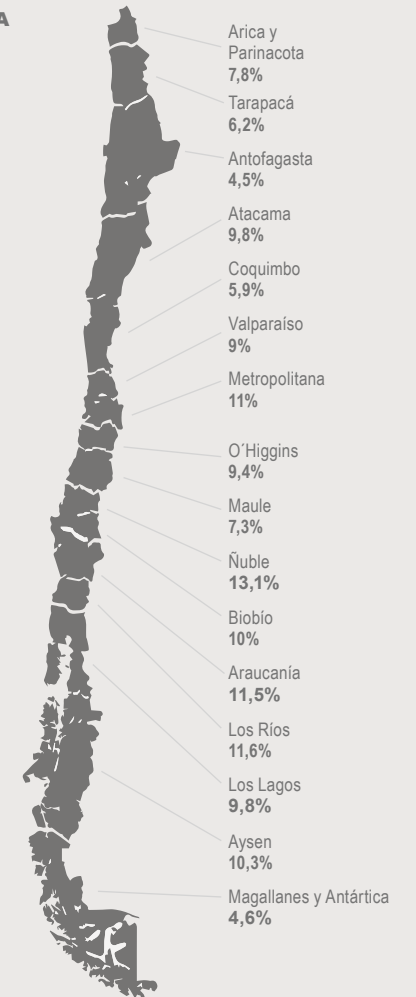 A
Arica y
Parinacota
7,8%
Tarapacá
6,2%
Antofagasta
4,5%
Atacama
9,8%
Coquimbo
5,9%
Valparaíso
9%
Metropolitana
11%
O´Higgins
9,4%
Maule
7,3%
Ñuble
13,1%
Biobío
10%
Araucanía
11,5%
Los Ríos
11,6%
Los Lagos
9,8%
Aysen
10,3%
Magallanes y Antártica
4,6%